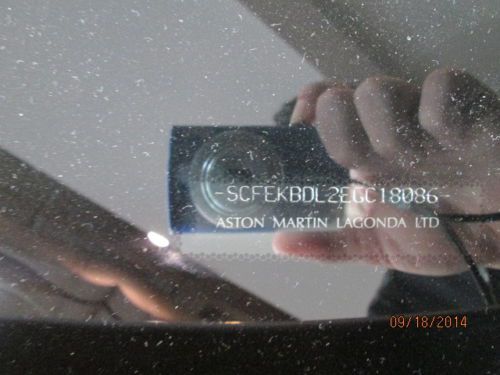 -SCFEKBDL2EGC18086-
ASTON MARTIN LAGONDA LTD
09/18/2014